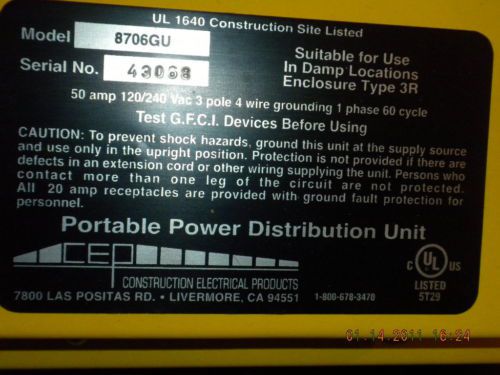 UL 1640 Construction Site Listed
Model 8706GU
Serial No. 43068
Suitable for Use
In Damp Locations
Enclosure Type 3R
50 amp 120/240 Vac 3 pole 4 wire grounding 1 phase 60 cycle
Test G.F.C.I. Devices Before Using
CAUTION: To prevent shock hazards, ground this unit at the supply source
and use only in the upright position. Protection is not provided if there are
defects in an extension cord or other wiring supplying the unit. Persons who
contact more than one leg of the circuit are not protected.
All 20 amp receptacles are provided with ground fault protection for
personnel.
Portable Power Distribution Unit
CEP
CONSTRUCTION ELECTRICAL PRODUCTS
7800 LAS POSITAS RD. • LIVERMORE, CA 94551
1-800-678-3470
C UL US
LISTED
5T29
01.14.2011 16:24